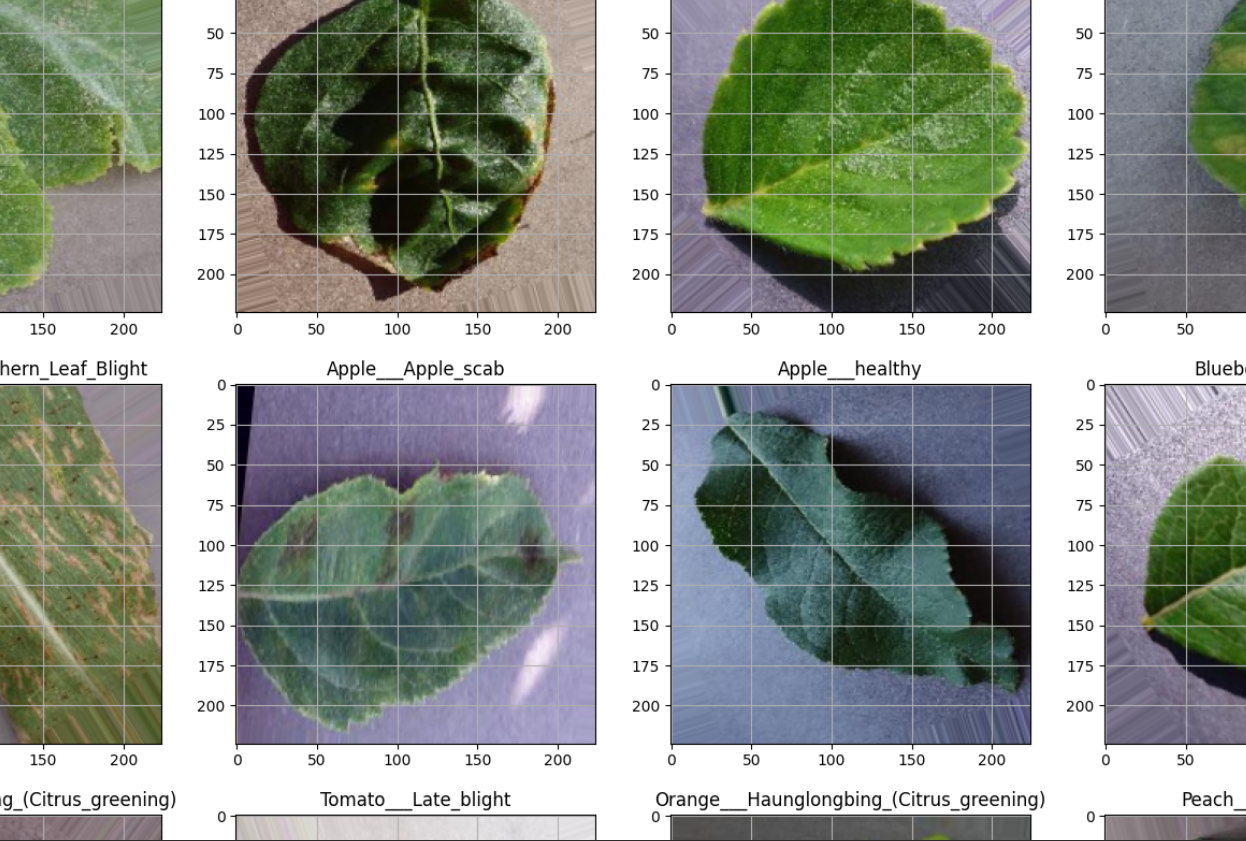 50 50 50
75 75 75
100 100 100
125 125 125
150 150 150
175 175 175
200 200 200
150 200 0 50 100 150 200 0 50 100 150 200 0 50
hern_Leaf_Blight Apple___Apple_scab Apple___healthy Blueb
0 0 0
25 25 25
50 50 50
75 75 75
100 100 100
125 125 125
150 150 150
175 175 175
200 200 200
150 200 0 50 100 150 200 0 50 100 150 200 0 50
g_(Citrus_greening) Tomato___Late_blight Orange___Haunglongbing_(Citrus_greening) Peach__
0 0 0